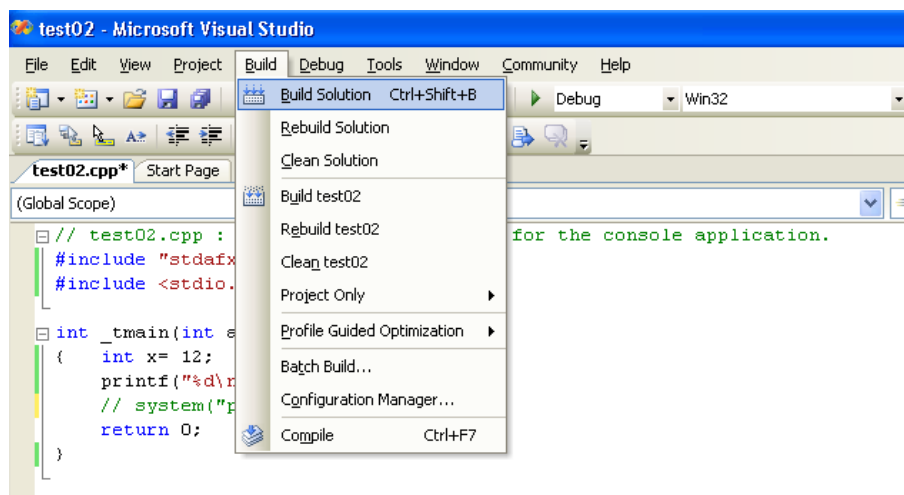 test02 - Microsoft Visual Studio
File Edit View Project Build Debug Tools Window Community Help
Build Solution Ctrl+Shift+B
Debug Win32
Rebuild Solution
Clean Solution
test02.cpp* Start Page
Build test02
(Global Scope)
Rebuild test02
// test02.cpp : for the console application.
Clean test02
#include "stdafx
#include <stdio.
Project Only
Profile Guided Optimization
int _tmain(int a
{ int x= 12;
Batch Build...
printf("%d\n
Configuration Manager...
// system("p
return 0;
Compile Ctrl+F7
}